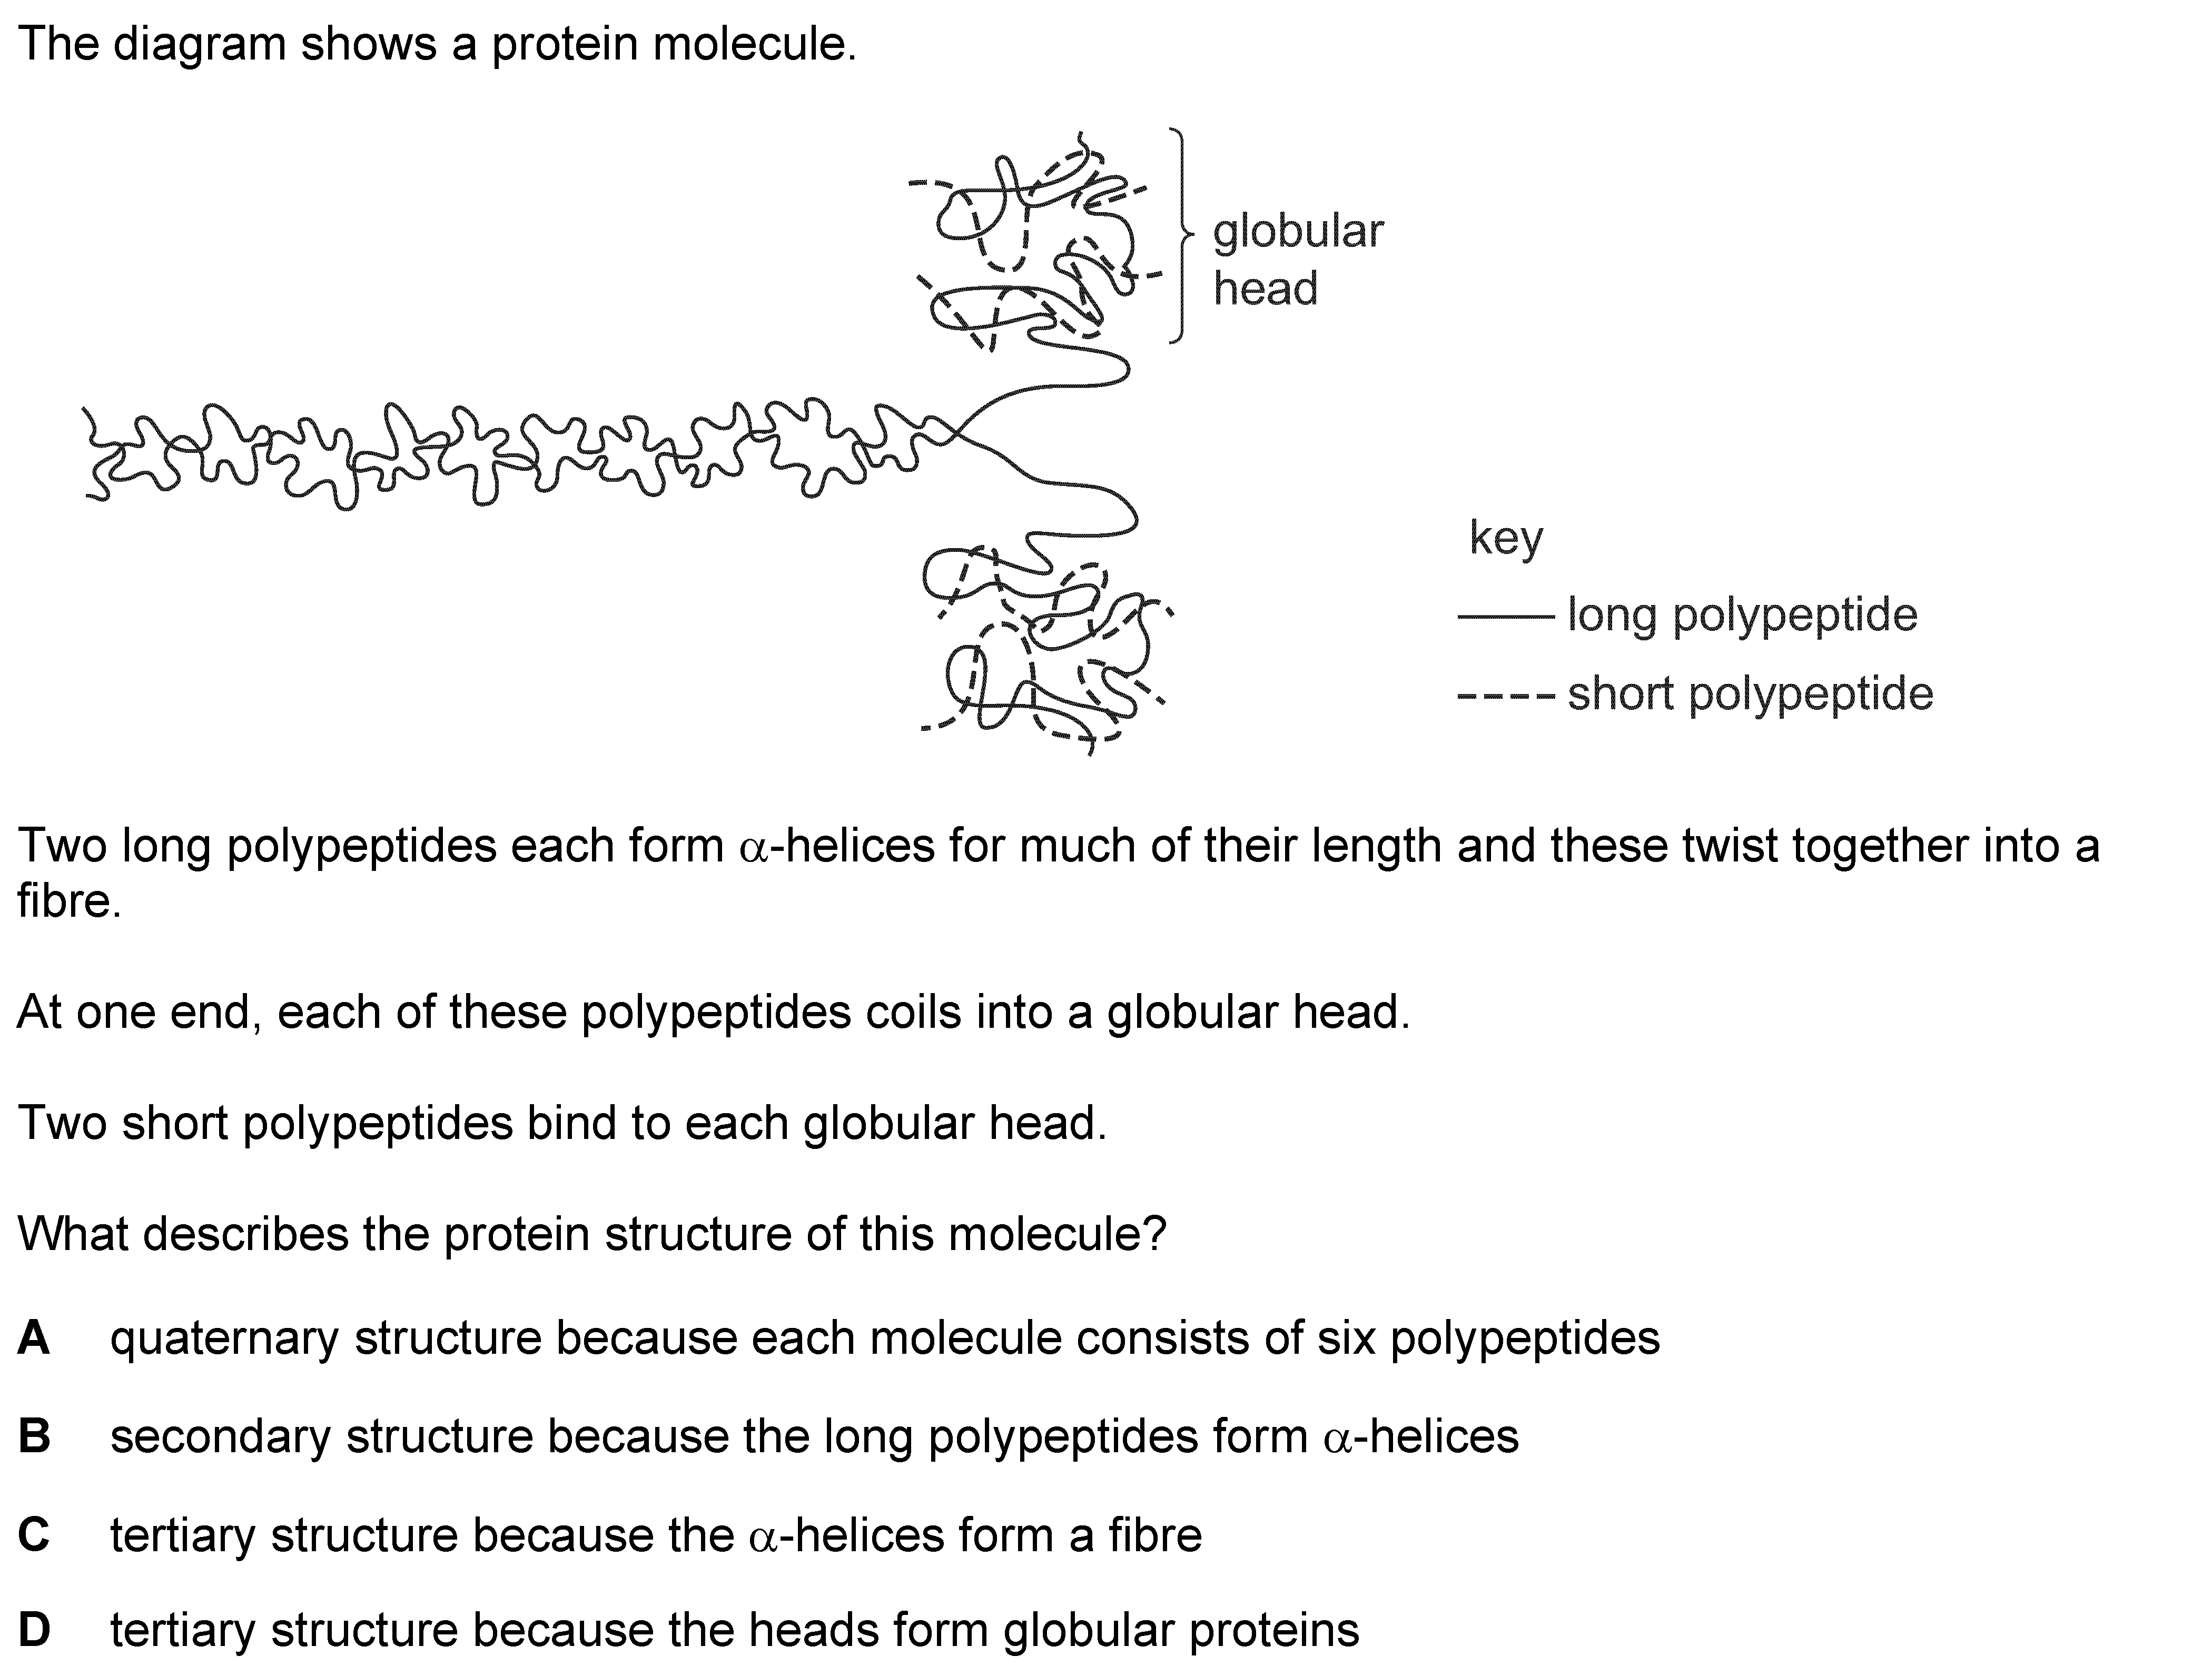 The diagram shows a protein molecule.
globular
head
key
long polypeptide
short polypeptide
Two long polypeptides each form α-helices for much of their length and these twist together into a
fibre.
At one end, each of these polypeptides coils into a globular head.
Two short polypeptides bind to each globular head.
What describes the protein structure of this molecule?
A quaternary structure because each molecule consists of six polypeptides
B secondary structure because the long polypeptides form α-helices
C tertiary structure because the α-helices form a fibre
D tertiary structure because the heads form globular proteins